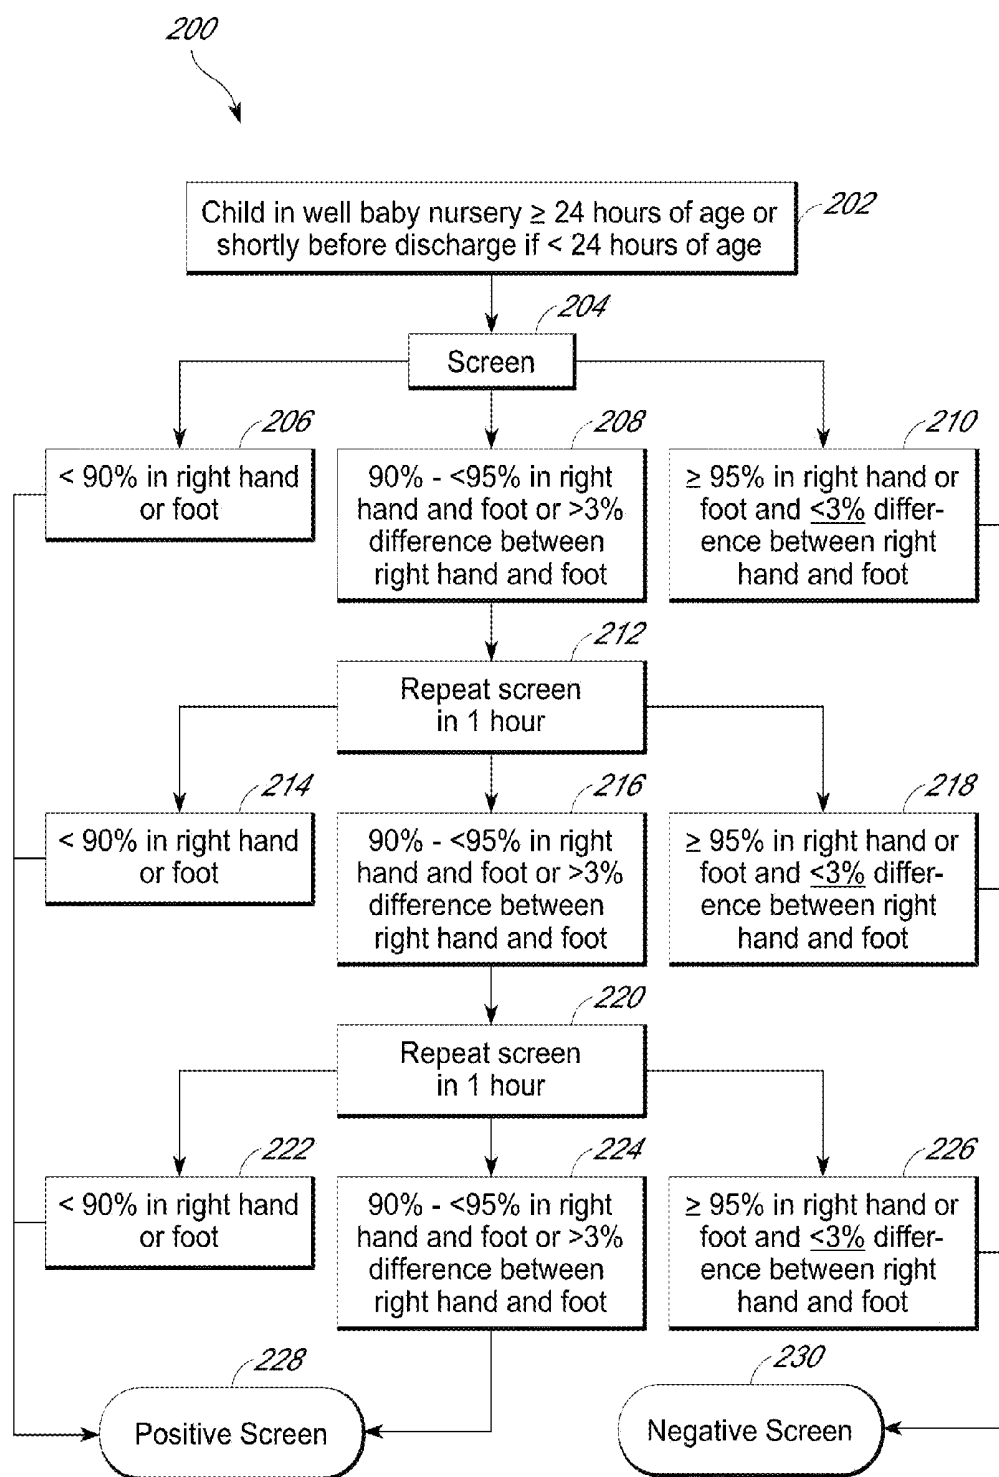 200
202
Child in well baby nursery ≥ 24 hours of age or
shortly before discharge if < 24 hours of age
204
Screen
206
< 90% in right hand
or foot
208
90% - <95% in right
hand and foot or >3%
difference between
right hand and foot
210
≥ 95% in right hand or
foot and <3% differ-
ence between right
hand and foot
212
Repeat screen
in 1 hour
214
< 90% in right hand
or foot
216
90% - <95% in right
hand and foot or >3%
difference between
right hand and foot
218
≥ 95% in right hand or
foot and <3% differ-
ence between right
hand and foot
220
Repeat screen
in 1 hour
222
< 90% in right hand
or foot
224
90% - <95% in right
hand and foot or >3%
difference between
right hand and foot
226
≥ 95% in right hand or
foot and <3% differ-
ence between right
hand and foot
228
Positive Screen
230
Negative Screen